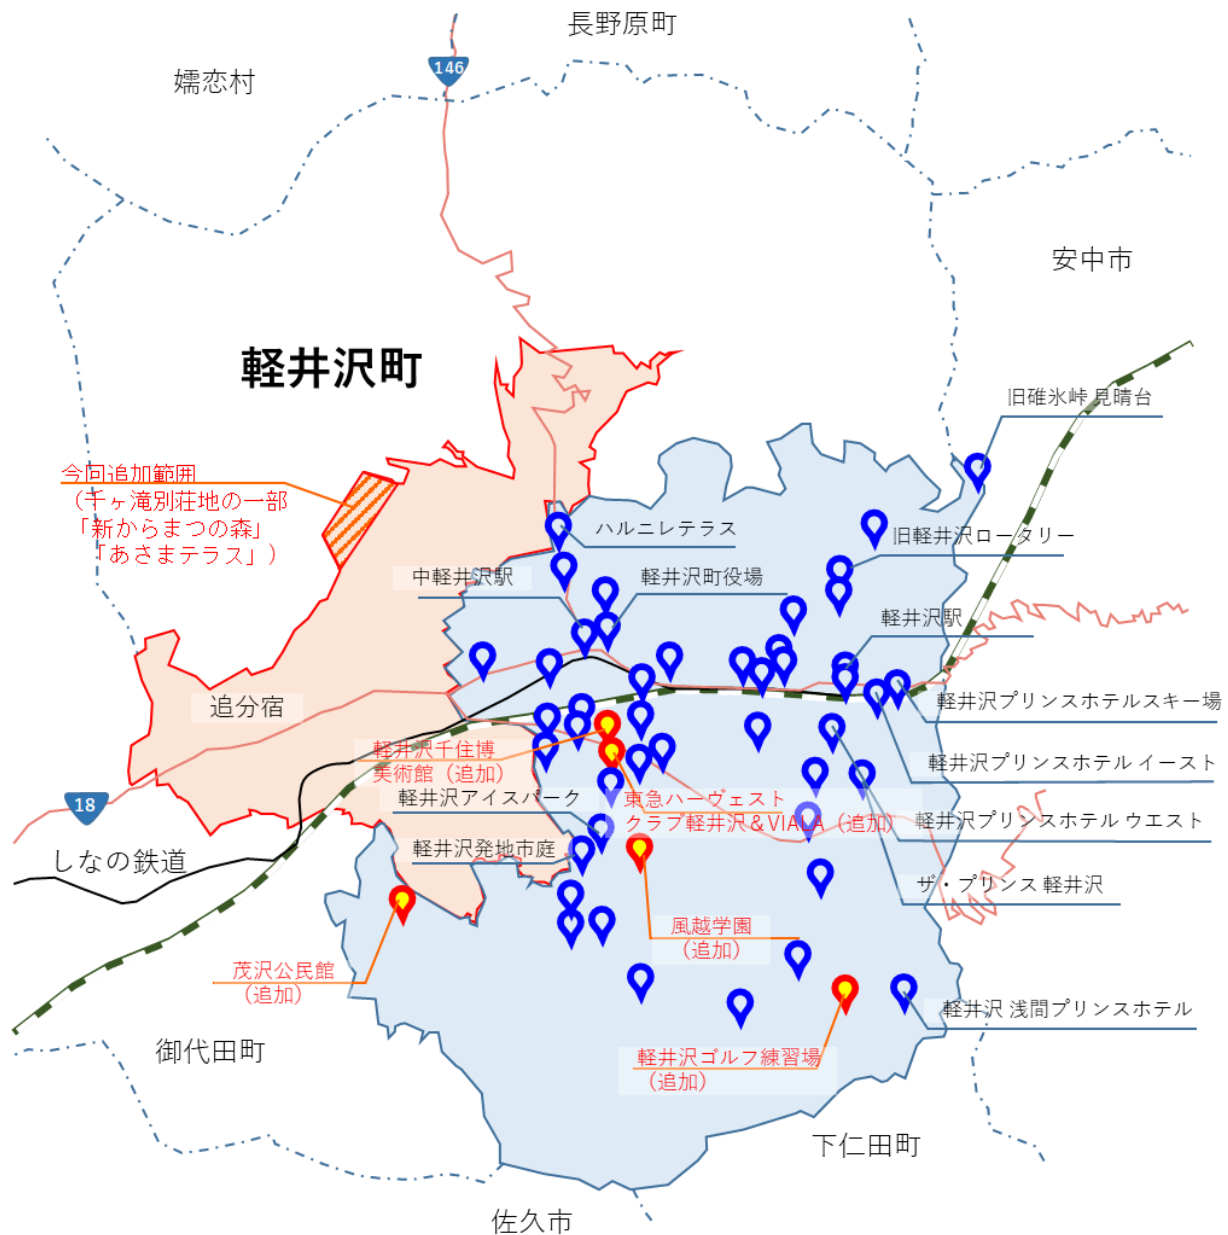 長野原町
146
嬬恋村
安中市
軽井沢町
旧碓氷峠 見晴台
今回追加範囲
（千ヶ滝別荘地の一部
「新からまつの森」
「あさまテラス」）
ハルニレテラス
旧軽井沢ロータリー
中軽井沢駅
軽井沢町役場
軽井沢駅
追分宿
軽井沢プリンスホテルスキー場
軽井沢千住博
美術館（追加）
軽井沢プリンスホテル イースト
18
軽井沢アイスパーク
東急ハーヴェスト
クラブ軽井沢＆VIALA（追加）
軽井沢プリンスホテル ウエスト
しなの鉄道
軽井沢発地市庭
ザ・プリンス 軽井沢
風越学園
（追加）
茂沢公民館
（追加）
軽井沢 浅間プリンスホテル
御代田町
軽井沢ゴルフ練習場
（追加）
下仁田町
佐久市